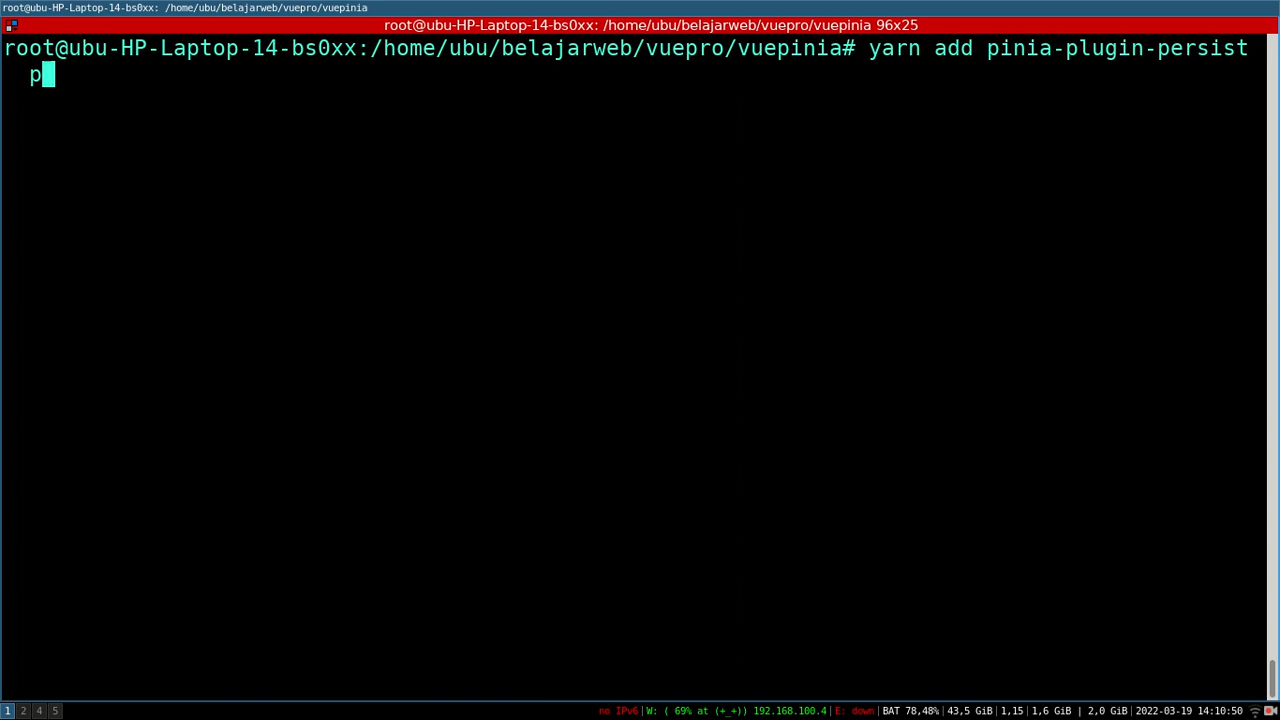 root@ubu-HP-Laptop-14-bs0xx: /home/ubu/belajarweb/vuepro/vuepinia
root@ubu-HP-Laptop-14-bs0xx: /home/ubu/belajarweb/vuepro/vuepinia 96x25
root@ubu-HP-Laptop-14-bs0xx:/home/ubu/belajarweb/vuepro/vuepinia# yarn add pinia-plugin-persist
p
1 2 4 5 no IPv6|W: ( 69% at (+_+)) 192.168.100.4|E: down|BAT 78,48%|43,5 GiB|1,15|1,6 GiB | 2,0 GiB|2022-03-19 14:10:50